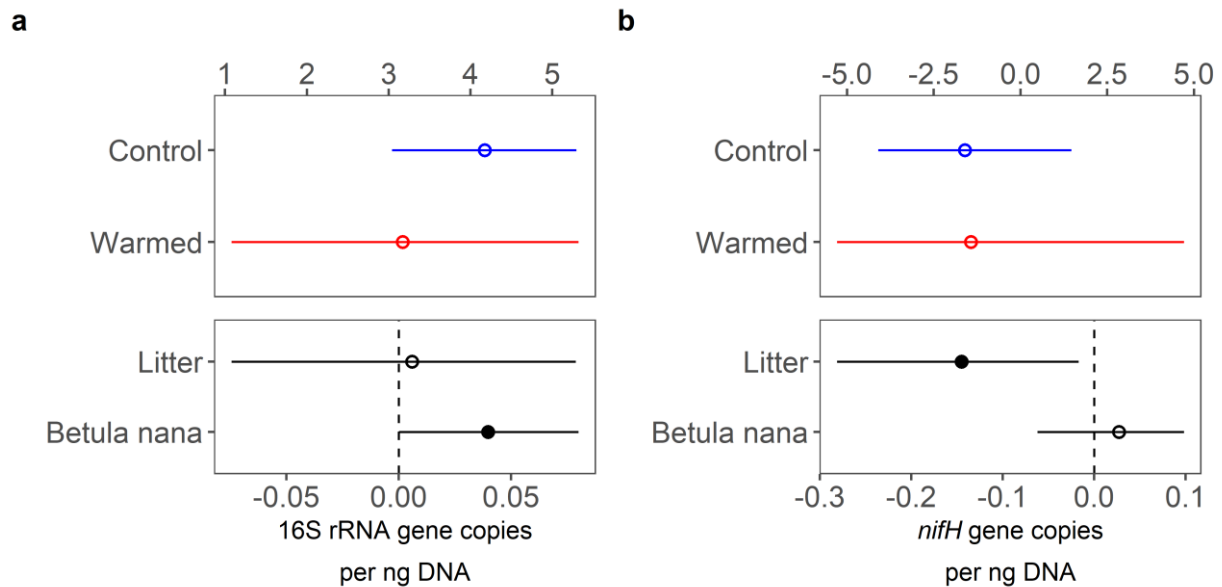 a
1 2 3 4 5
Control
Warmed
Litter
Betula nana
-0.05 0.00 0.05
16S rRNA gene copies
per ng DNA
b
-5.0 -2.5 0.0 2.5 5.0
Control
Warmed
Litter
Betula nana
-0.3 -0.2 -0.1 0.0 0.1
nifH gene copies
per ng DNA